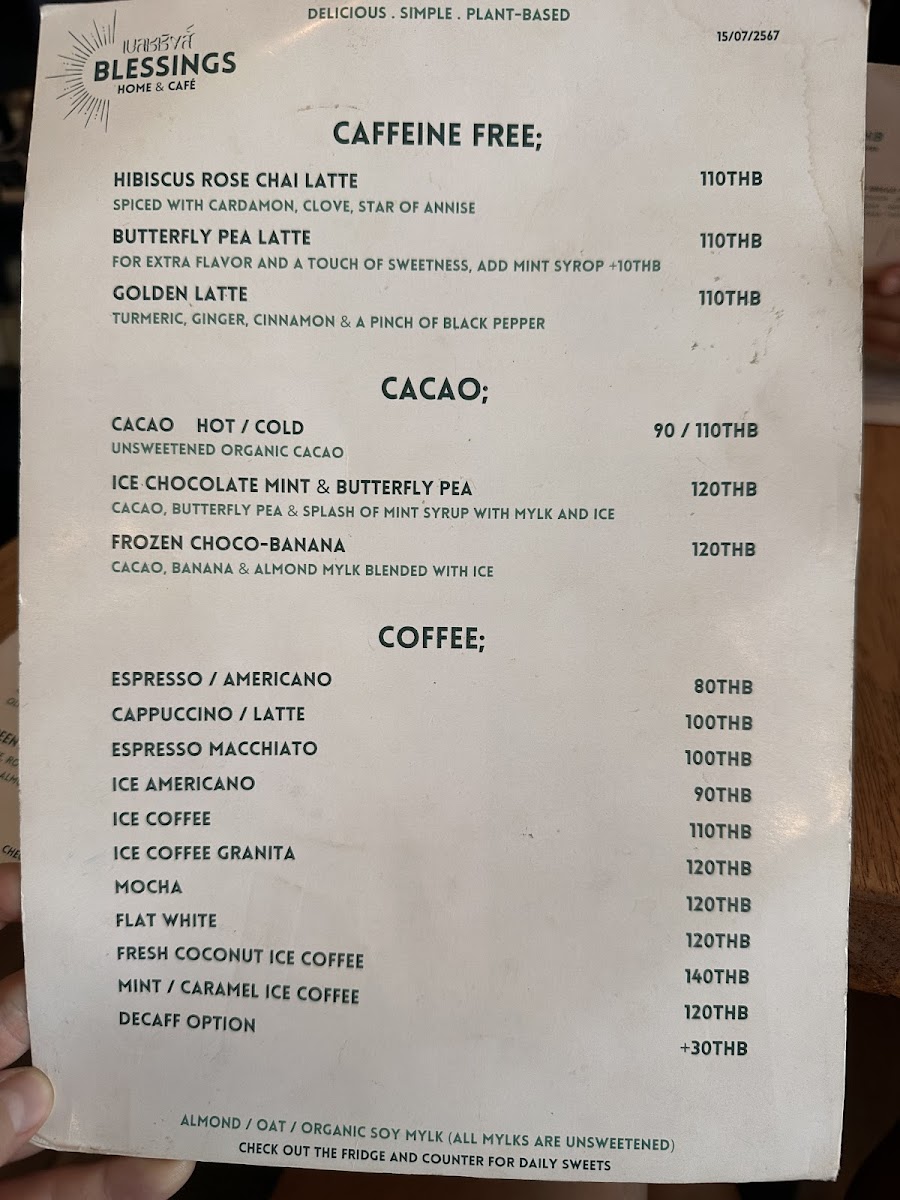 DELICIOUS . SIMPLE . PLANT-BASED
15/07/2567
เบลซซิงส์
BLESSINGS
HOME & CAFÉ
CAFFEINE FREE;
HIBISCUS ROSE CHAI LATTE 110THB
SPICED WITH CARDAMON, CLOVE, STAR OF ANNISE
BUTTERFLY PEA LATTE 110THB
FOR EXTRA FLAVOR AND A TOUCH OF SWEETNESS, ADD MINT SYROP +10THB
GOLDEN LATTE 110THB
TURMERIC, GINGER, CINNAMON & A PINCH OF BLACK PEPPER
CACAO;
CACAO HOT / COLD 90 / 110THB
UNSWEETENED ORGANIC CACAO
ICE CHOCOLATE MINT & BUTTERFLY PEA 120THB
CACAO, BUTTERFLY PEA & SPLASH OF MINT SYRUP WITH MYLK AND ICE
FROZEN CHOCO-BANANA 120THB
CACAO, BANANA & ALMOND MYLK BLENDED WITH ICE
COFFEE;
ESPRESSO / AMERICANO 80THB
CAPPUCCINO / LATTE 100THB
ESPRESSO MACCHIATO 100THB
ICE AMERICANO 90THB
ICE COFFEE 110THB
ICE COFFEE GRANITA 120THB
MOCHA 120THB
FLAT WHITE 120THB
FRESH COCONUT ICE COFFEE 140THB
MINT / CARAMEL ICE COFFEE 120THB
DECAFF OPTION +30THB
ALMOND / OAT / ORGANIC SOY MYLK (ALL MYLKS ARE UNSWEETENED)
CHECK OUT THE FRIDGE AND COUNTER FOR DAILY SWEETS